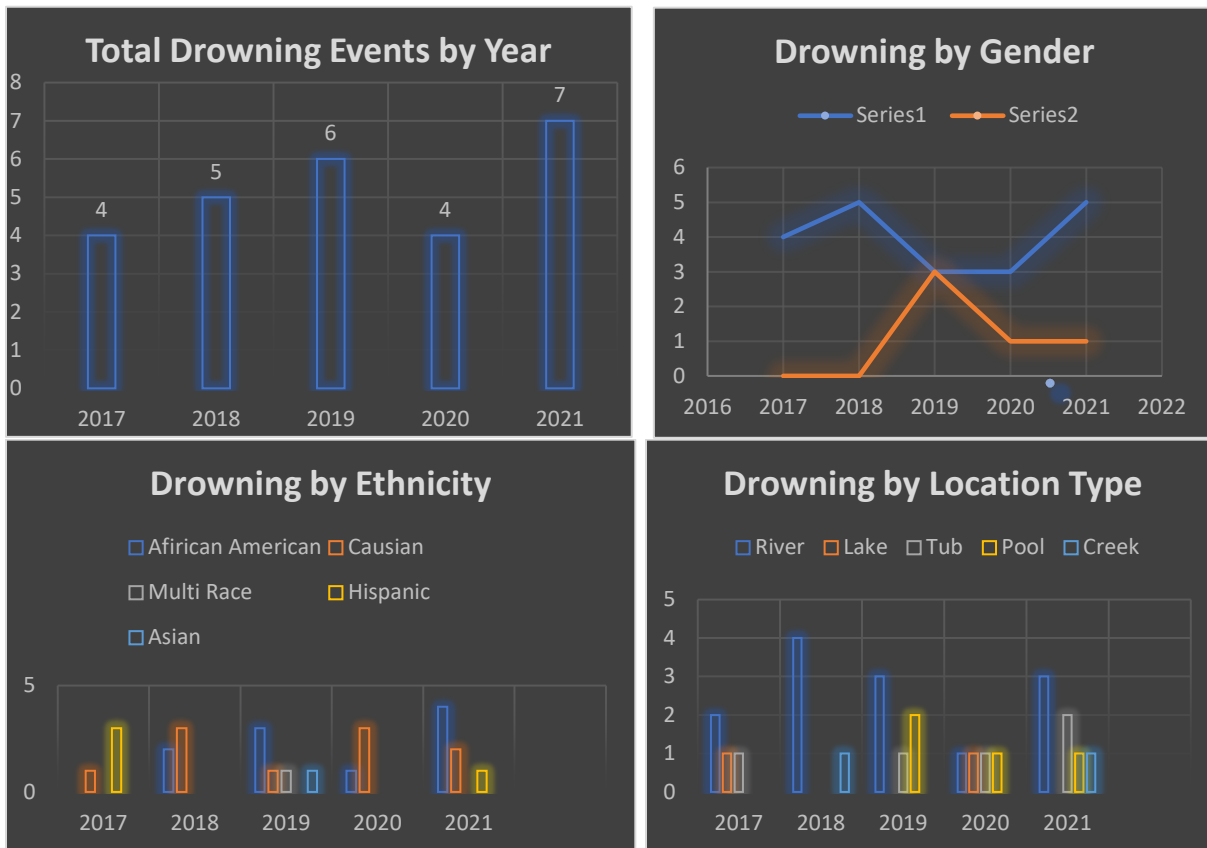 Total Drowning Events by Year
8
7
6
5
4
3
2
1
0
4
5
6
4
7
2017 2018 2019 2020 2021
Drowning by Gender
Series1 Series2
6
5
4
3
2
1
0
2016 2017 2018 2019 2020 2021 2022
Drowning by Ethnicity
Afirican American Causian
Multi Race Hispanic
Asian
5
0
2017 2018 2019 2020 2021
Drowning by Location Type
River Lake Tub Pool Creek
5
4
3
2
1
0
2017 2018 2019 2020 2021